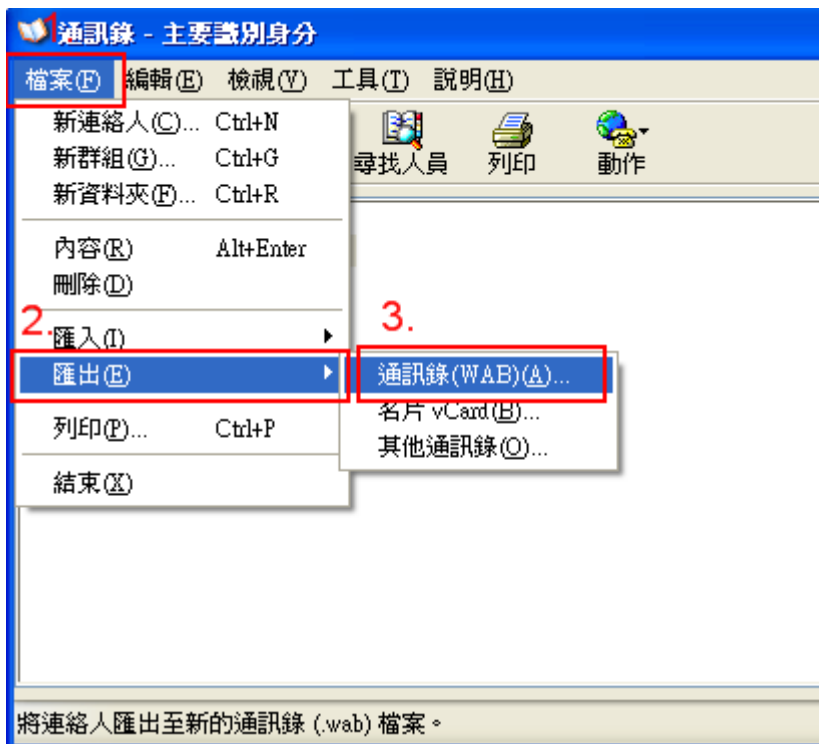 1.
通訊錄 - 主要識別身分
檔案(F) 編輯(E) 檢視(V) 工具(T) 說明(H)
新連絡人(C)... Ctrl+N
新群組(G)... Ctrl+G
新資料夾(F)... Ctrl+R
尋找人員 列印 動作
內容(R) Alt+Enter
刪除(D)
2.
匯入(I)
匯出(E)
3.
通訊錄(WAB)(A)...
名片 vCard(B)...
其他通訊錄(O)...
列印(P)... Ctrl+P
結束(X)
將連絡人匯出至新的通訊錄 (.wab) 檔案。